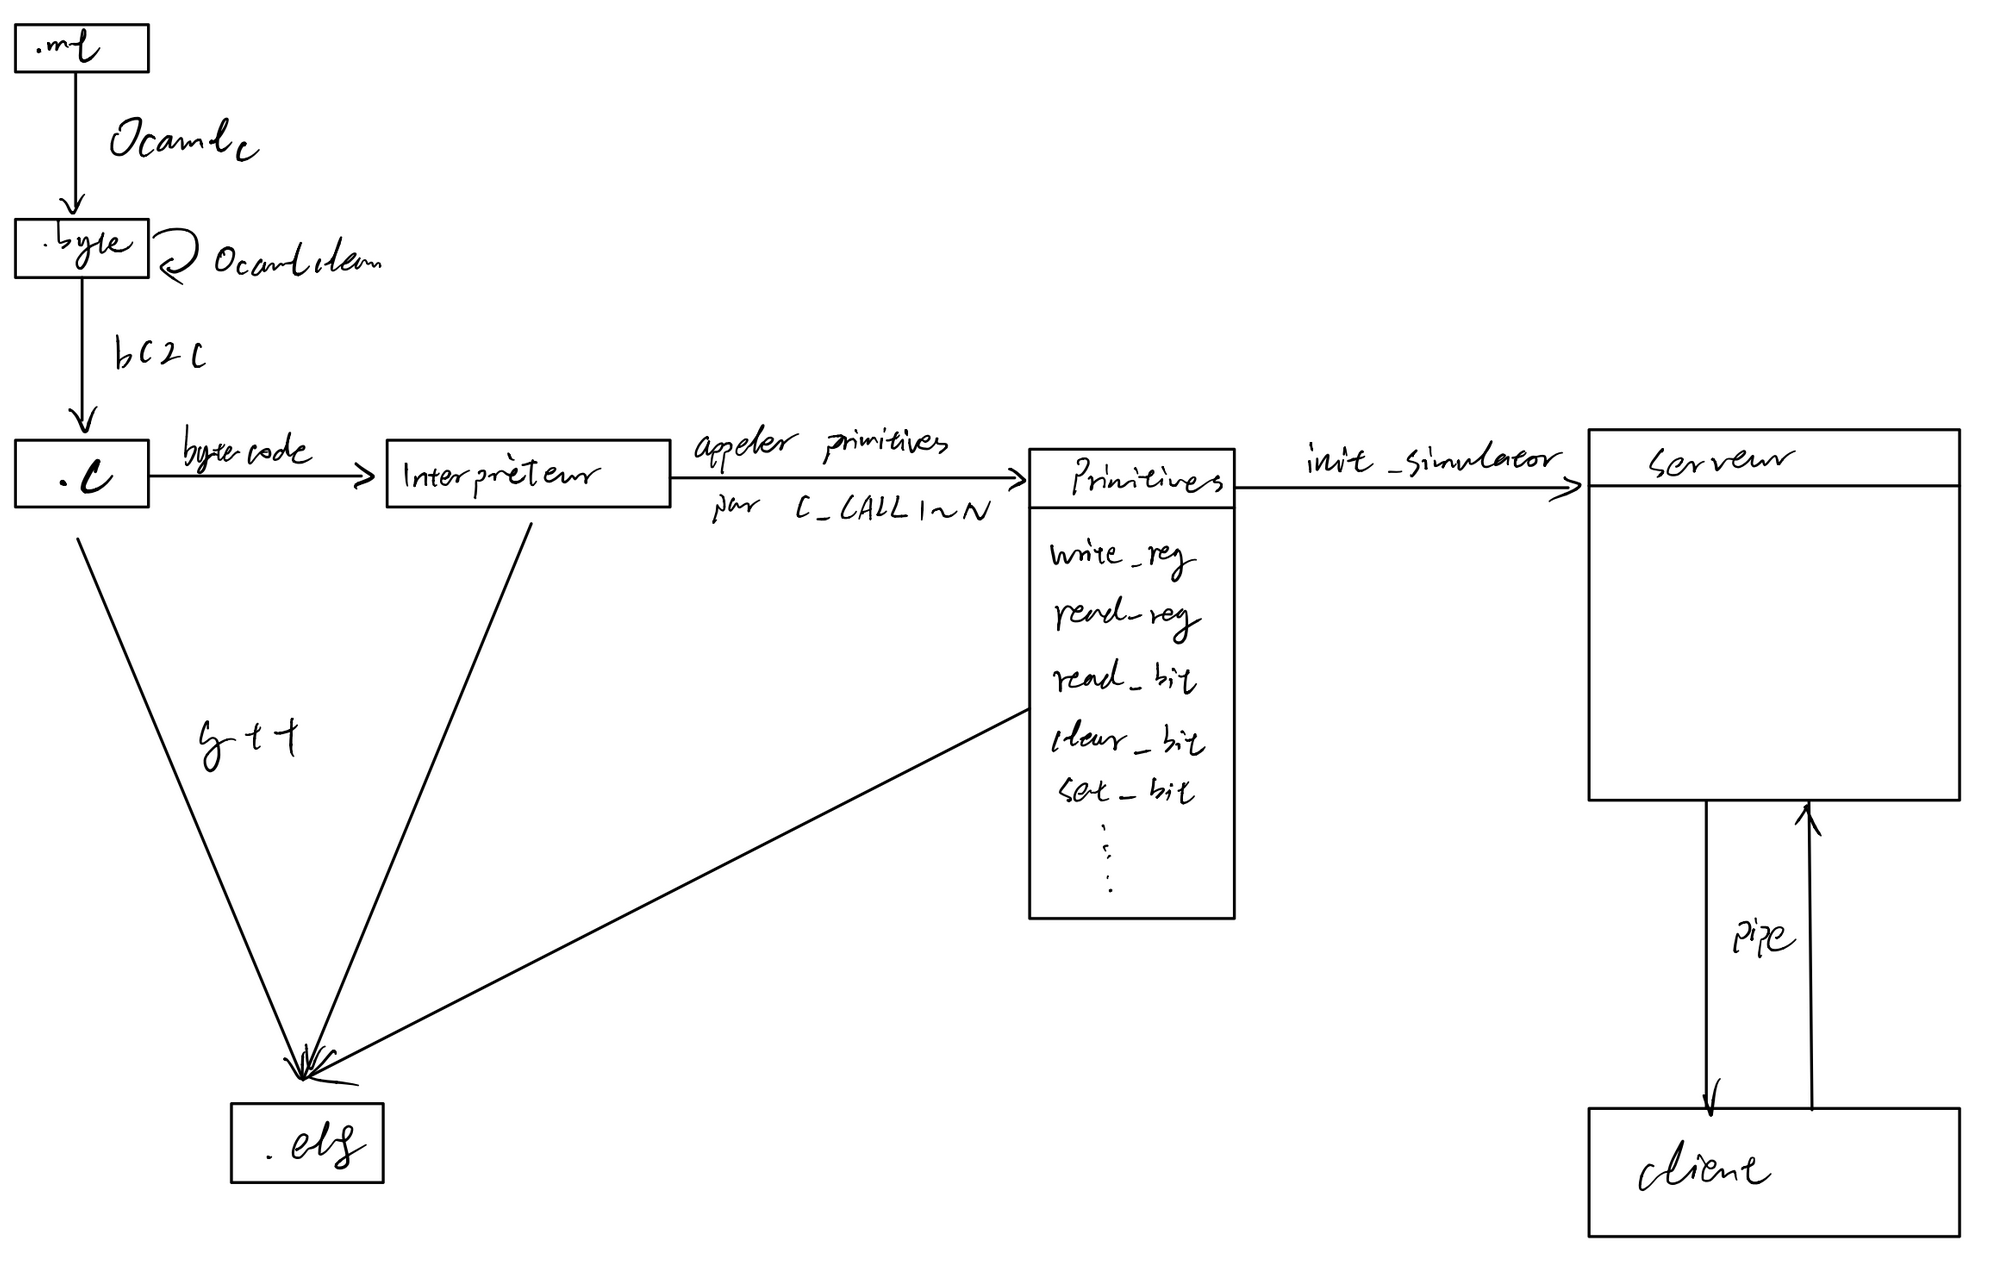 .ml
Ocamlc
.byte
Ocamlclean
bc2c
.c
bytecode
Interprèteur
appeler primitives
par C_CALL1~N
Primitives
init_simulator
Serveur
write_reg
read_reg
read_bit
clear_bit
set_bit
g++
pipe
.elf
client